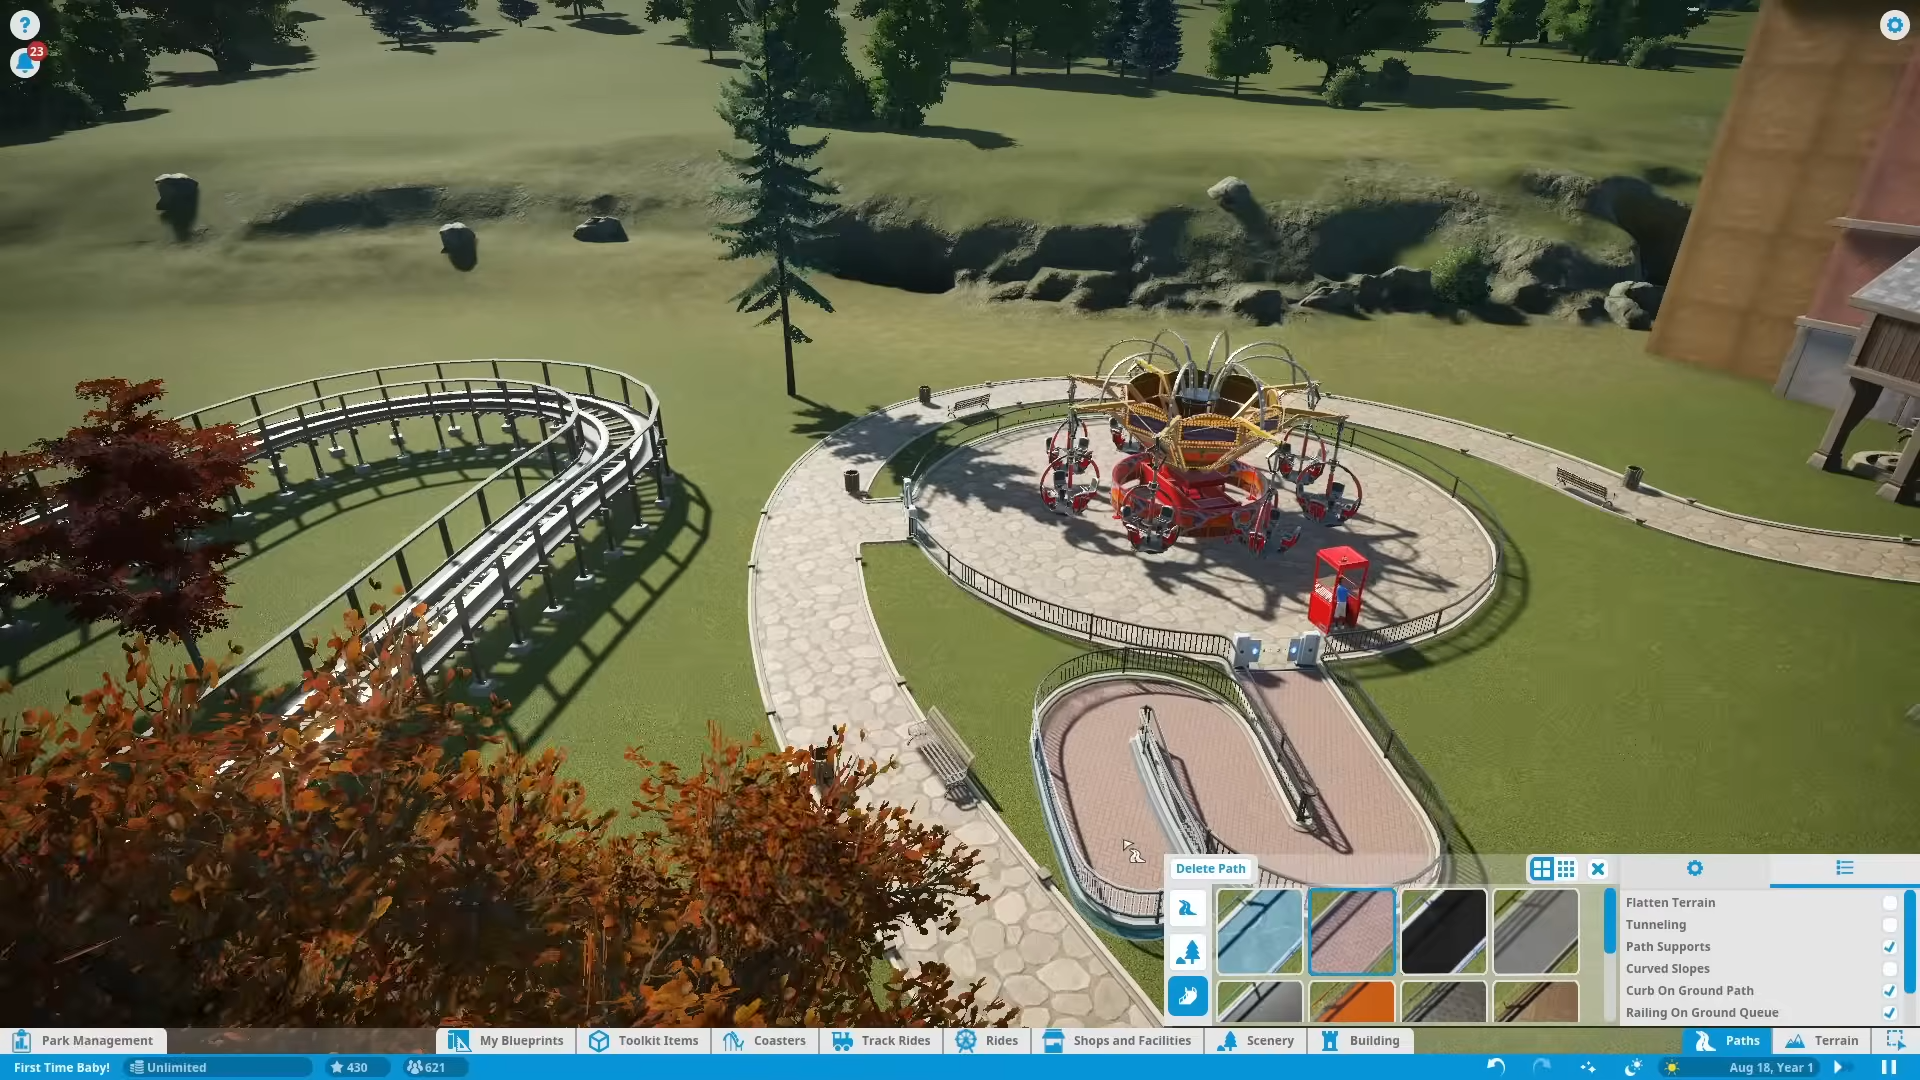 ?
23
Delete Path
Flatten Terrain
Tunneling
Path Supports
Curved Slopes
Curb On Ground Path
Railing On Ground Queue
Park Management
My Blueprints
Toolkit Items
Coasters
Track Rides
Rides
Shops and Facilities
Scenery
Building
Paths
Terrain
First Time Baby!
Unlimited
430
621
Aug 18, Year 1